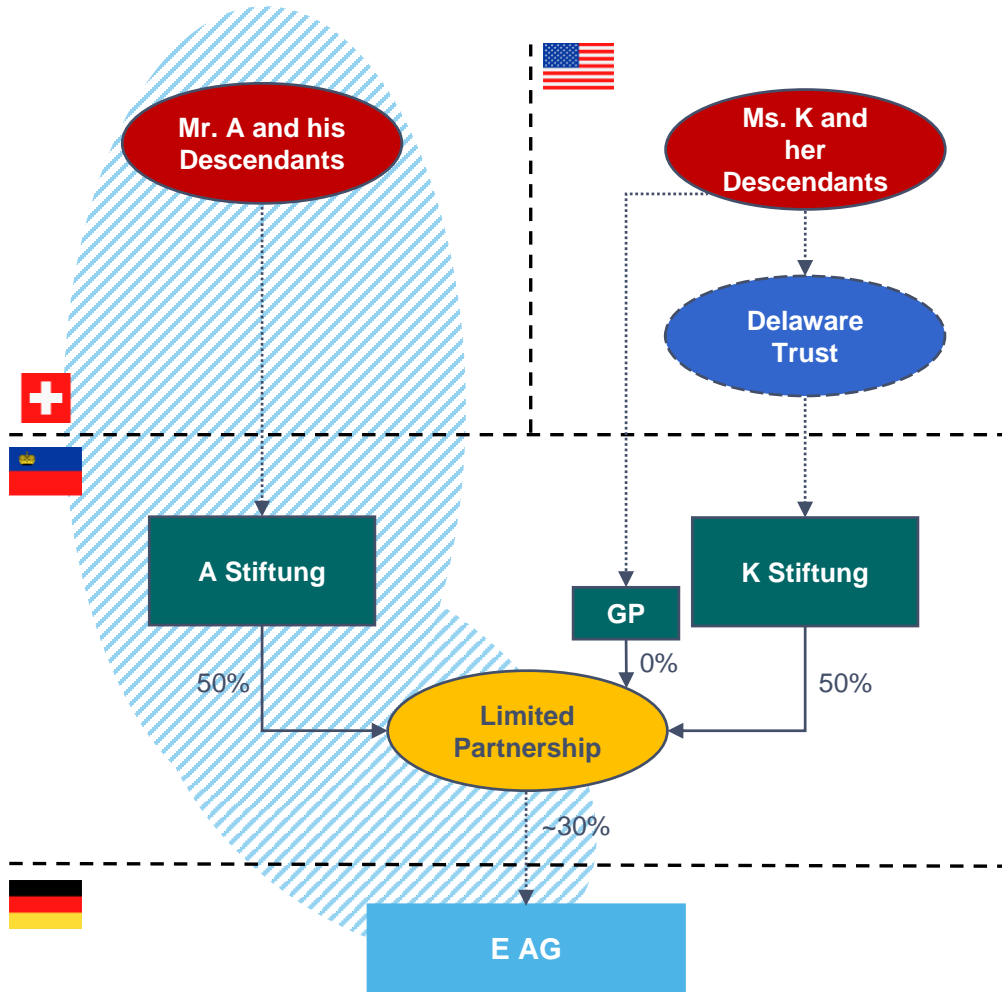 Mr. A and his
Descendants
Ms. K and
her
Descendants
Delaware
Trust
A Stiftung
GP
K Stiftung
50%
0%
50%
Limited
Partnership
~30%
E AG